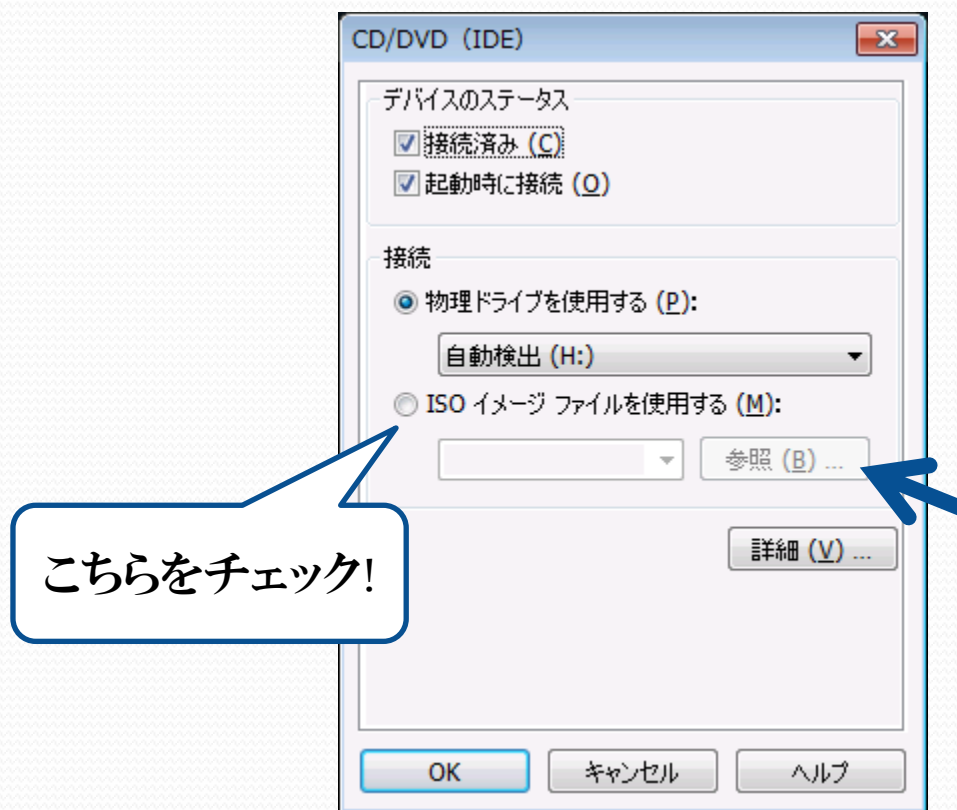 CD/DVD（IDE）
デバイスのステータス
接続済み (C)
起動時に接続 (O)
接続
物理ドライブを使用する (P):
自動検出 (H:)
ISO イメージ ファイルを使用する (M):
参照 (B) ...
こちらをチェック!
詳細 (V) ...
OK
キャンセル
ヘルプ